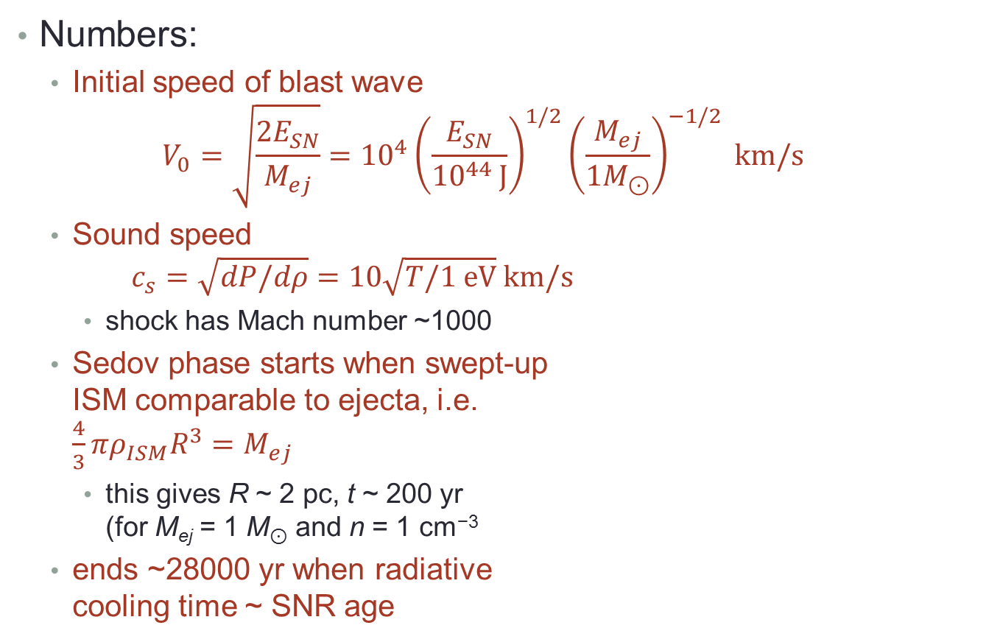 • Numbers:
• Initial speed of blast wave
$V_0 = \sqrt{\frac{2E_{SN}}{M_{ej}}} = 10^4 \left(\frac{E_{SN}}{10^{44}\,\mathrm{J}}\right)^{1/2} \left(\frac{M_{ej}}{1M_\odot}\right)^{-1/2}\ \mathrm{km/s}$
• Sound speed
$c_s = \sqrt{dP/d\rho} = 10\sqrt{T/1\ \mathrm{eV}}\ \mathrm{km/s}$
• shock has Mach number ~1000
• Sedov phase starts when swept-up
ISM comparable to ejecta, i.e.
$\frac{4}{3}\pi\rho_{ISM}R^3 = M_{ej}$
• this gives R ~ 2 pc, t ~ 200 yr
(for $M_{ej}$ = 1 $M_\odot$ and n = 1 cm$^{-3}$
• ends ~28000 yr when radiative
cooling time ~ SNR age